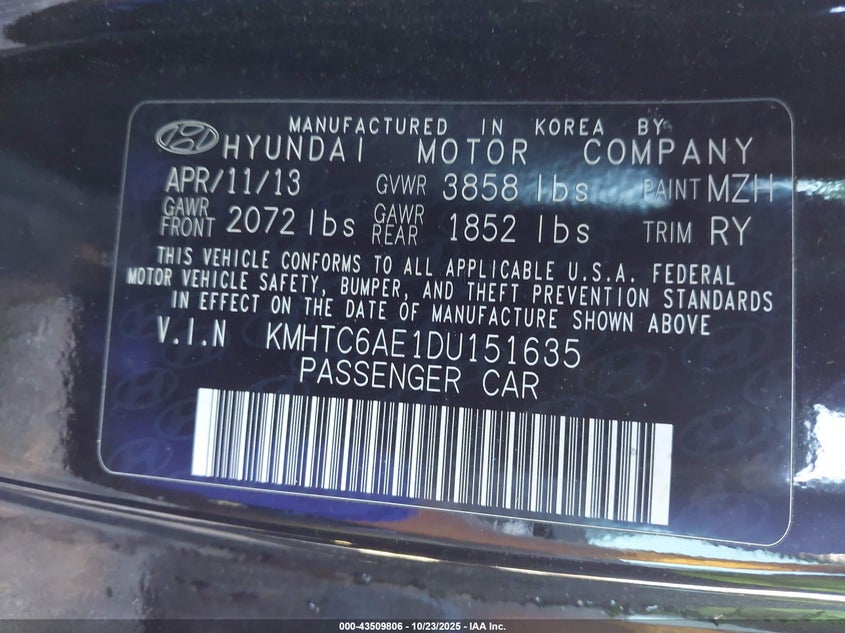 MANUFACTURED IN KOREA BY
HYUNDAI MOTOR COMPANY
APR/11/13 GVWR 3858 lbs PAINT MZH
GAWR FRONT 2072 lbs GAWR REAR 1852 lbs TRIM RY
THIS VEHICLE CONFORMS TO ALL APPLICABLE U.S.A. FEDERAL
MOTOR VEHICLE SAFETY, BUMPER, AND THEFT PREVENTION STANDARDS
IN EFFECT ON THE DATE OF MANUFACTURE SHOWN ABOVE
V.I.N KMHTC6AE1DU151635
PASSENGER CAR
000-43509806 - 10/23/2025 - IAA Inc.